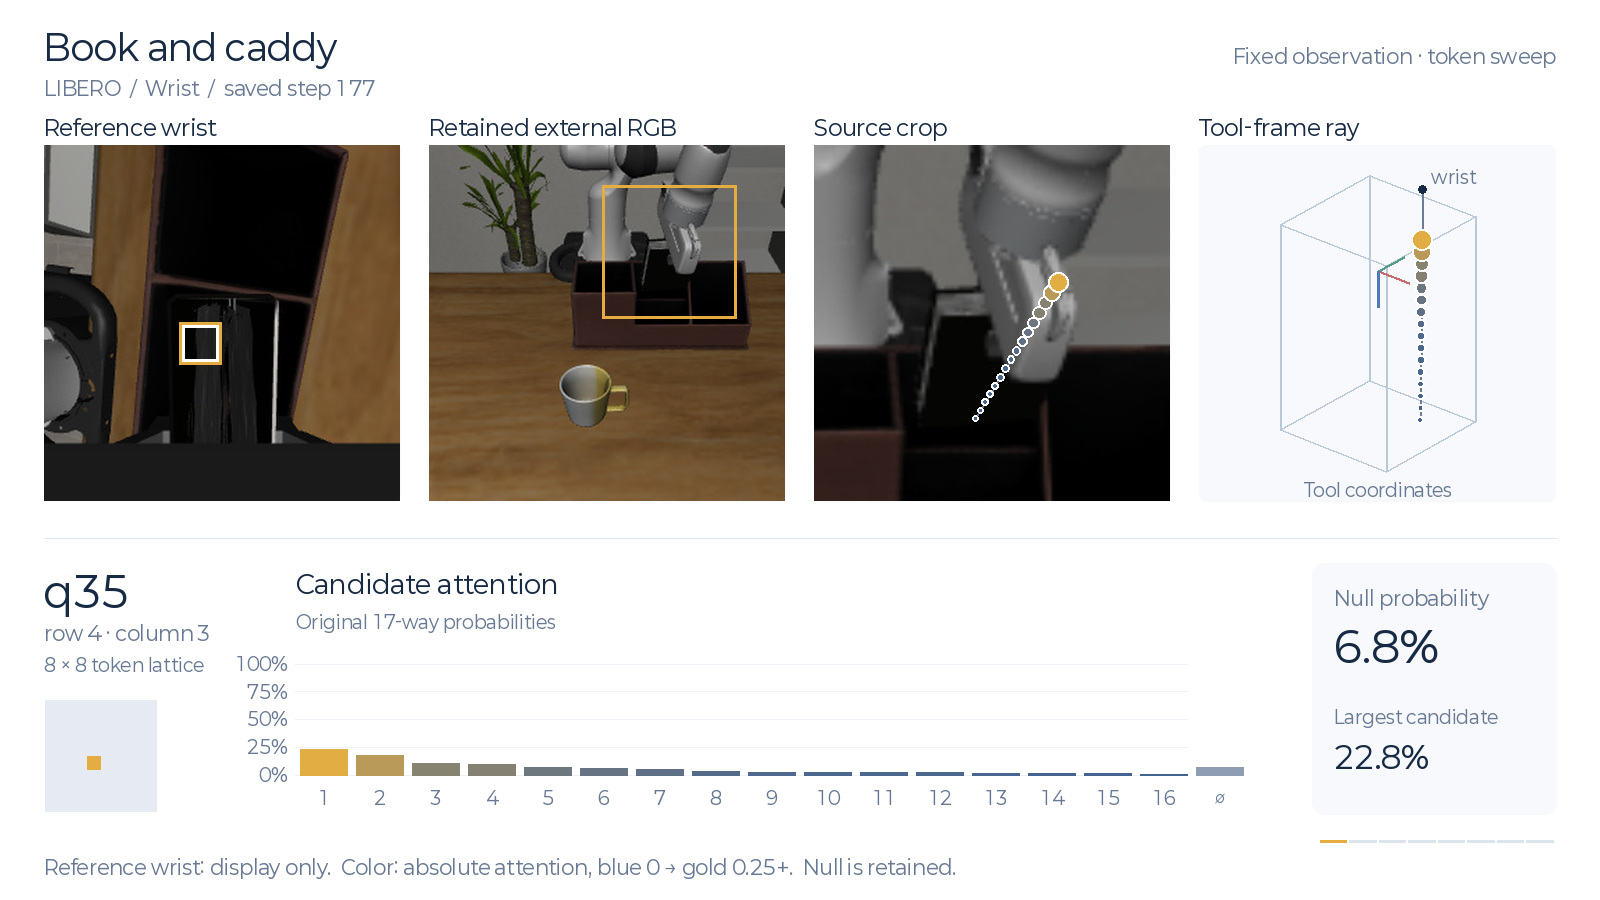 Book and caddy
LIBERO / Wrist / saved step 177
Fixed observation · token sweep
Reference wrist
Retained external RGB
Source crop
Tool-frame ray
wrist
Tool coordinates
q35
row 4 · column 3
8 × 8 token lattice
Candidate attention
Original 17-way probabilities
100%
75%
50%
25%
0%
1 2 3 4 5 6 7 8 9 10 11 12 13 14 15 16 ø
Null probability
6.8%
Largest candidate
22.8%
Reference wrist: display only. Color: absolute attention, blue 0 → gold 0.25+. Null is retained.